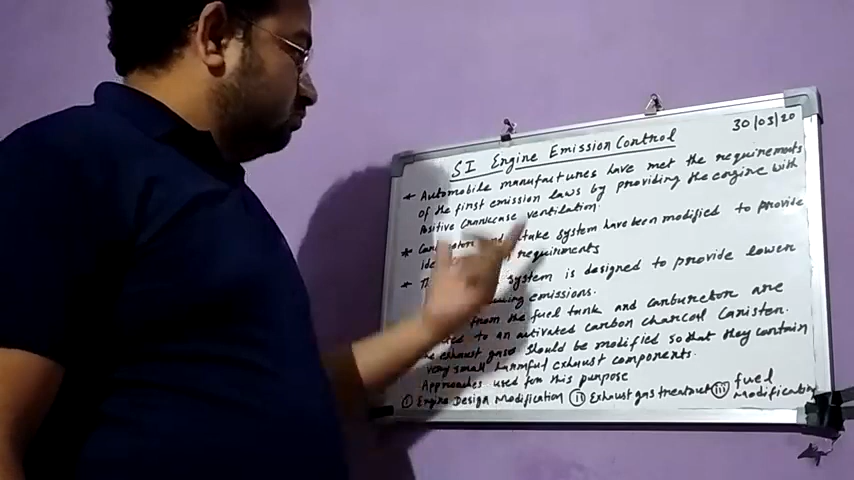 30/03/20
SI Engine Emission Control
* Automobile manufactures have met the requirements
of the first emission laws by providing the engine with
Positive Crankcase ventilation.
* and intake system have been modified to provide
requirements
* system is designed to provide lower
emissions.
from the fuel tank and carburetor are
to an activated carbon charcoal Canister.
exhaust gases should be modified so that they contain
very small harmful exhaust components.
Approaches used for this purpose
(i) Engine Design Modification (ii) Exhaust gas treatment (iii) fuel
modification